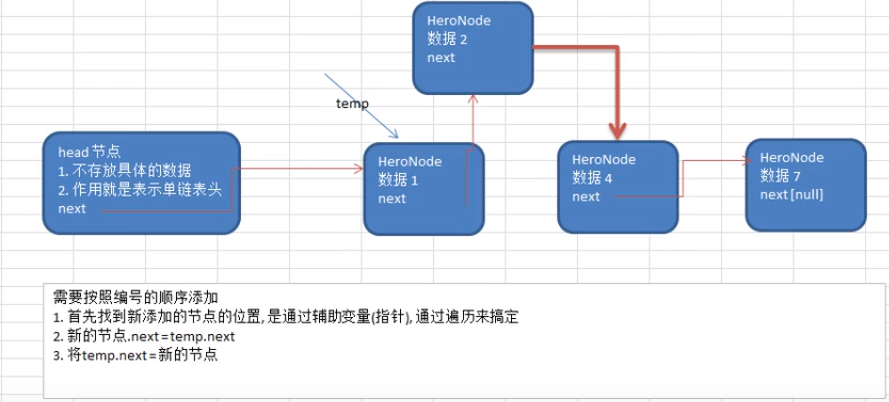 HeroNode
数据 2
next
temp
head 节点
1. 不存放具体的数据
2. 作用就是表示单链表头
next
HeroNode
数据 1
next
HeroNode
数据 4
next
HeroNode
数据 7
next [null]
需要按照编号的顺序添加
1. 首先找到新添加的节点的位置, 是通过辅助变量(指针), 通过遍历来搞定
2. 新的节点.next=temp.next
3. 将temp.next=新的节点